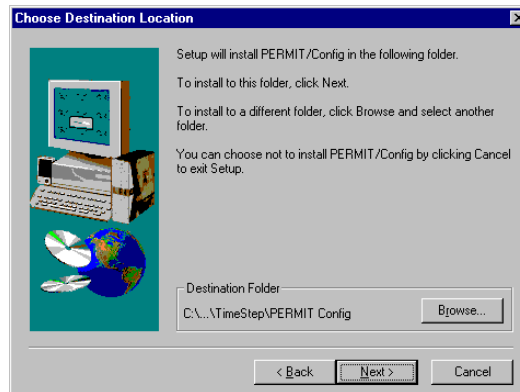 Choose Destination Location
Setup will install PERMIT/Config in the following folder.
To install to this folder, click Next.
To install to a different folder, click Browse and select another
folder.
You can choose not to install PERMIT/Config by clicking Cancel
to exit Setup.
Destination Folder
C:\...\TimeStep\PERMIT Config
Browse...
< Back
Next >
Cancel